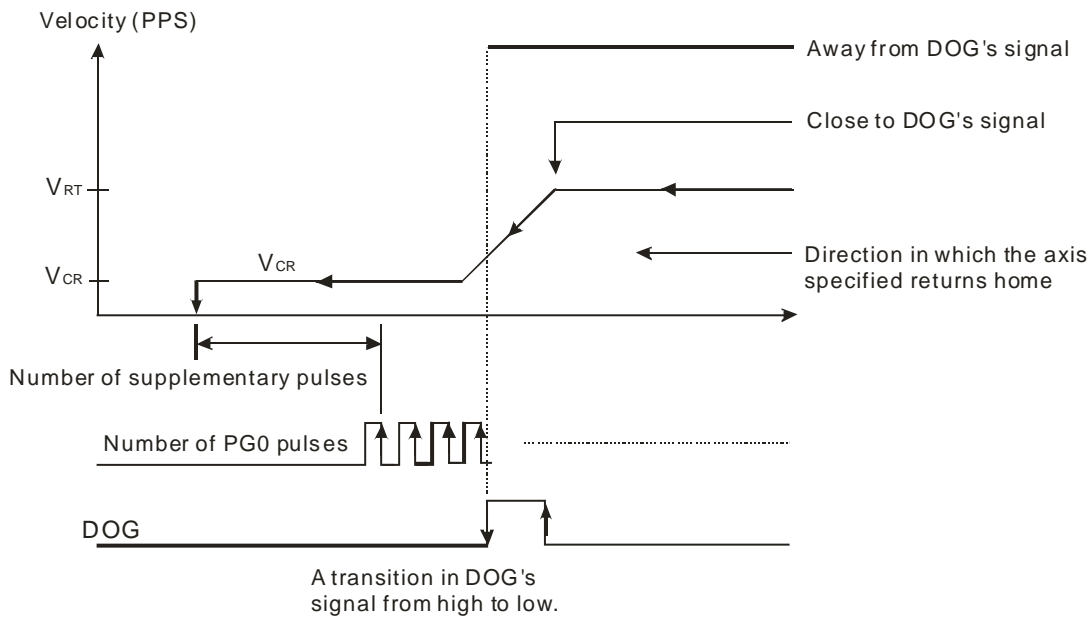 Velocity (PPS)
Away from DOG's signal
Close to DOG's signal
VRT
Direction in which the axis
specified returns home
VCR
VCR
Number of supplementary pulses
Number of PG0 pulses
DOG
A transition in DOG's
signal from high to low.